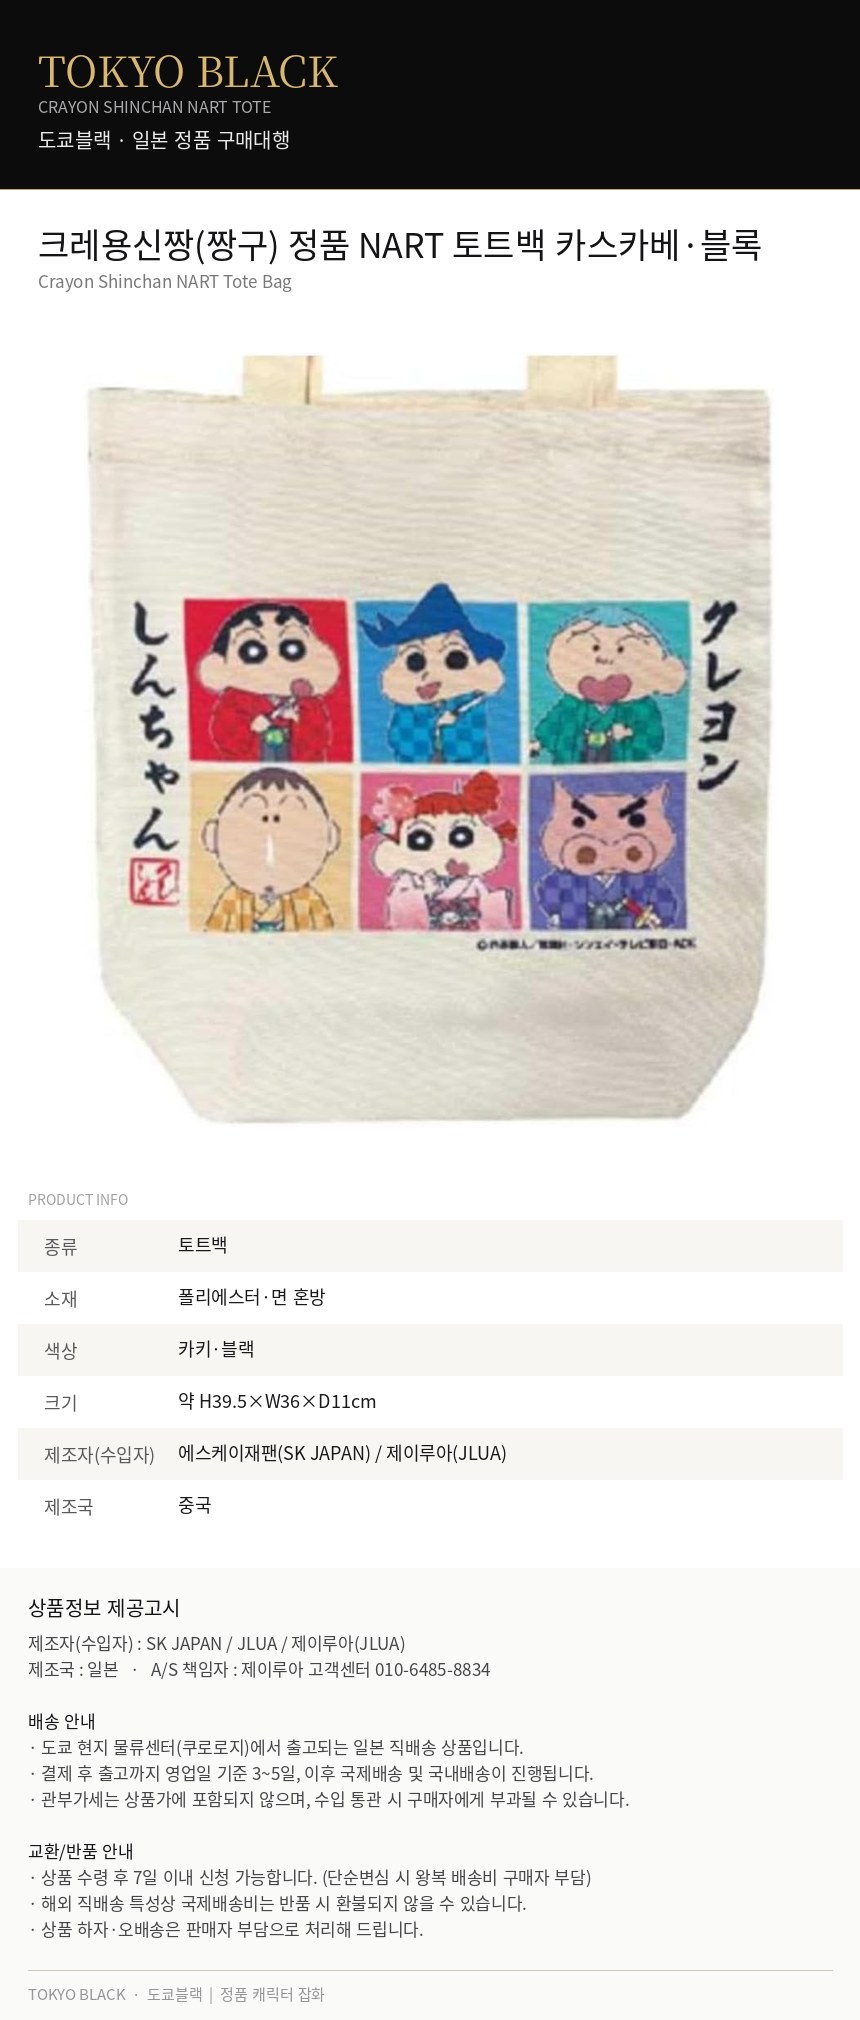 TOKYO BLACK
CRAYON SHINCHAN NART TOTE
도쿄블랙 · 일본 정품 구매대행
크레용신짱(짱구) 정품 NART 토트백 카스카베·블록
Crayon Shinchan NART Tote Bag
クレヨン
しんちゃん
PRODUCT INFO
종류 토트백
소재 폴리에스터·면 혼방
색상 카키·블랙
크기 약 H39.5×W36×D11cm
제조자(수입자) 에스케이재팬(SK JAPAN) / 제이루아(JLUA)
제조국 중국
상품정보 제공고시
제조자(수입자) : SK JAPAN / JLUA / 제이루아(JLUA)
제조국 : 일본 · A/S 책임자 : 제이루아 고객센터 010-6485-8834
배송 안내
· 도쿄 현지 물류센터(쿠로로지)에서 출고되는 일본 직배송 상품입니다.
· 결제 후 출고까지 영업일 기준 3~5일, 이후 국제배송 및 국내배송이 진행됩니다.
· 관부가세는 상품가에 포함되지 않으며, 수입 통관 시 구매자에게 부과될 수 있습니다.
교환/반품 안내
· 상품 수령 후 7일 이내 신청 가능합니다. (단순변심 시 왕복 배송비 구매자 부담)
· 해외 직배송 특성상 국제배송비는 반품 시 환불되지 않을 수 있습니다.
· 상품 하자·오배송은 판매자 부담으로 처리해 드립니다.
TOKYO BLACK · 도쿄블랙 | 정품 캐릭터 잡화